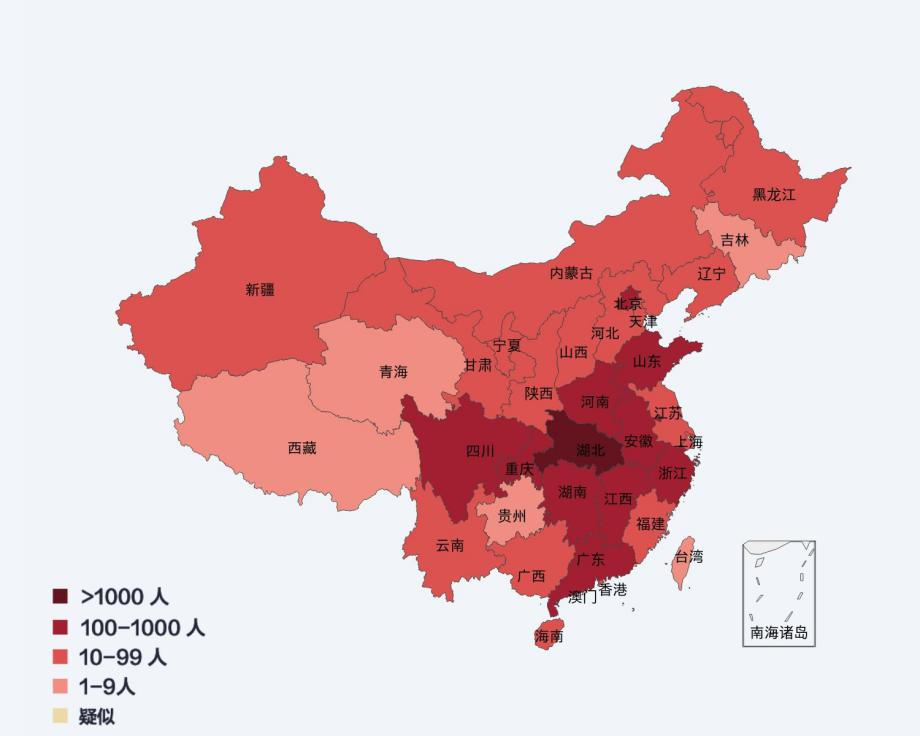 黑龙江
吉林
内蒙古
辽宁
新疆
北京
天津
河北
宁夏
山西
山东
甘肃
青海
陕西
河南
江苏
安徽
上海
西藏
四川
湖北
重庆
浙江
湖南
江西
贵州
福建
云南
台湾
广东
广西
香港
澳门
海南
南海诸岛
>1000 人
100-1000 人
10-99 人
1-9人
疑似